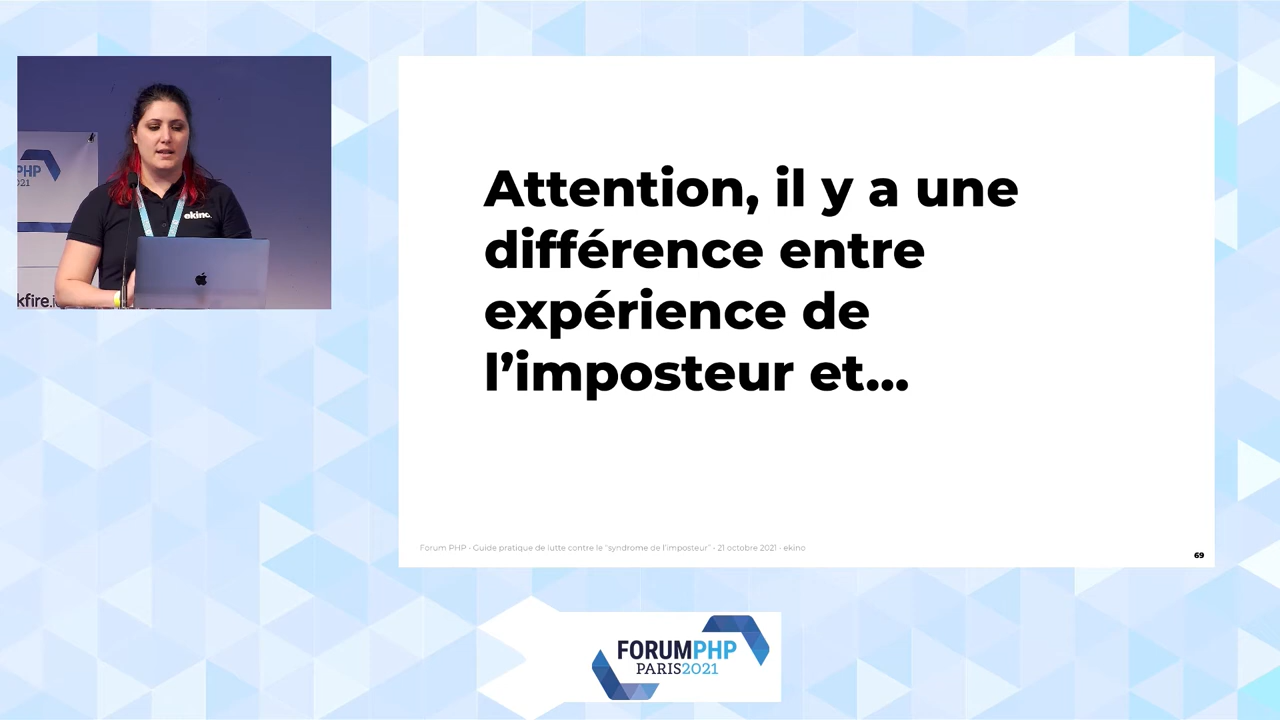 PHP
2021
ekino.
kfire.i
Attention, il y a une
différence entre
expérience de
l’imposteur et...
Forum PHP - Guide pratique de lutte contre le “syndrome de l’imposteur” - 21 octobre 2021 - ekino
69
FORUMPHP
PARIS2021